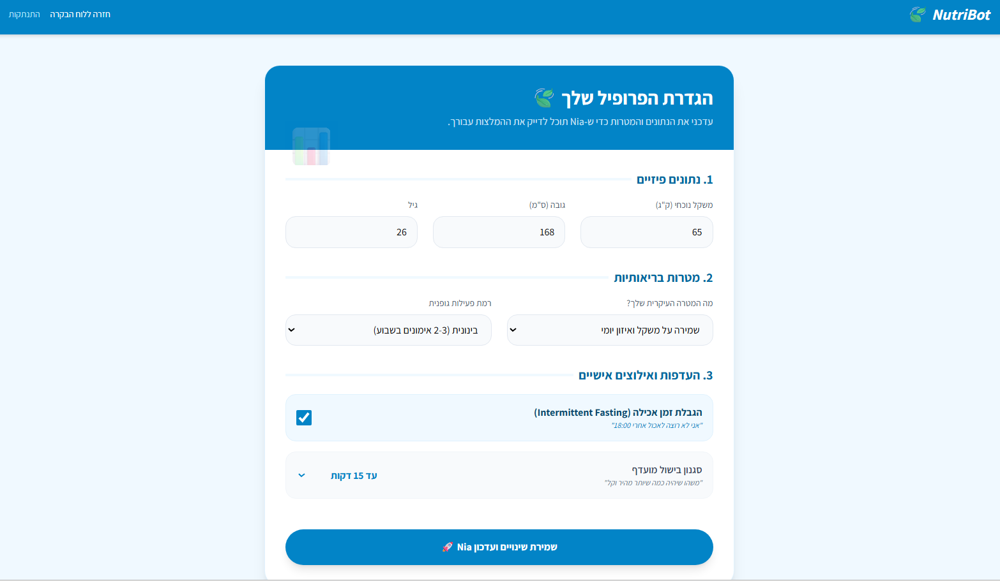 NutriBot
חזרה ללוח הבקרה
התנתקות
הגדרת הפרופיל שלך
עדכני את הנתונים והמטרות כדי ש-Nia תוכל לדייק את ההמלצות עבורך.
1. נתונים פיזיים
משקל נוכחי (ק"ג)
גובה (ס"מ)
גיל
65
168
26
2. מטרות בריאותיות
מה המטרה העיקרית שלך?
רמת פעילות גופנית
שמירה על משקל ואיזון יומי
בינונית (2-3 אימונים בשבוע)
3. העדפות ואילוצים אישיים
הגבלת זמן אכילה (Intermittent Fasting)
"אני לא רוצה לאכול אחרי 18:00"
סגנון בישול מועדף
"משהו שיהיה כמה שיותר מהיר וקל"
עד 15 דקות
שמירת שינויים ועדכון Nia 🚀